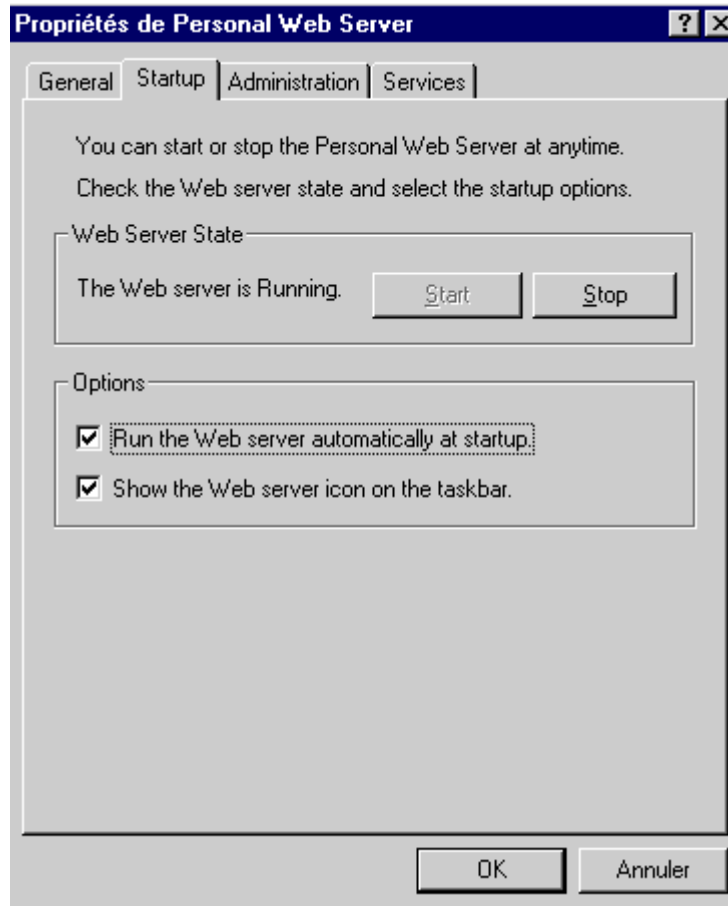 Propriétés de Personal Web Server
General Startup Administration Services
You can start or stop the Personal Web Server at anytime.
Check the Web server state and select the startup options.
Web Server State
The Web server is Running. Start Stop
Options
Run the Web server automatically at startup.
Show the Web server icon on the taskbar.
OK Annuler